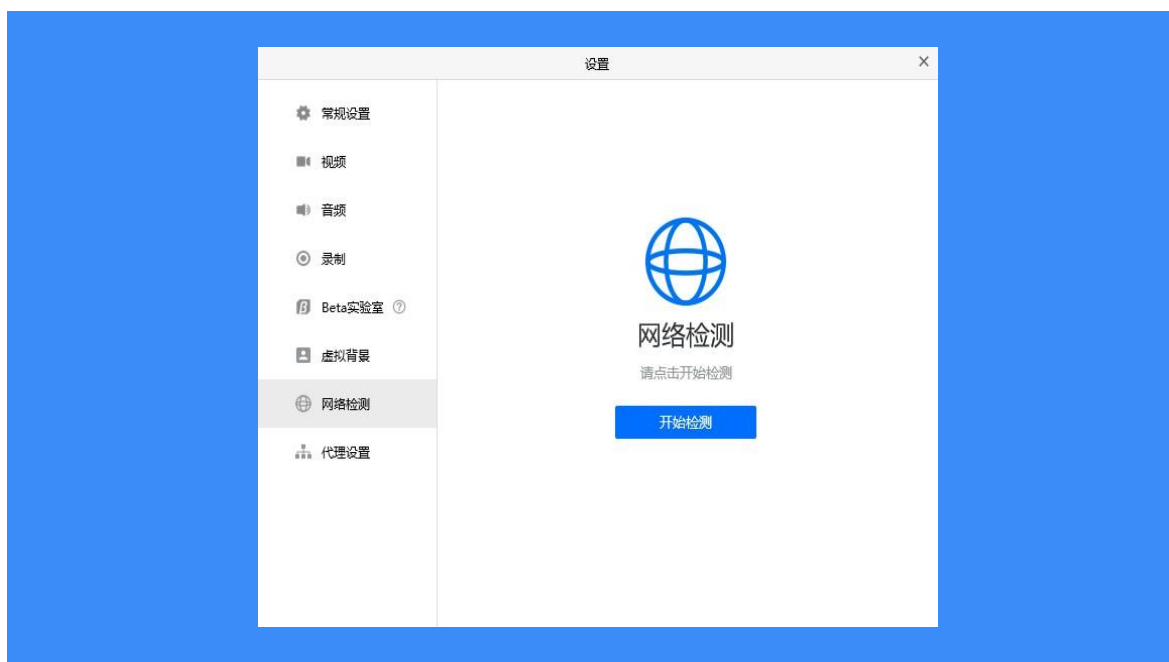 设置
常规设置
视频
音频
录制
Beta实验室
虚拟背景
网络检测
代理设置
网络检测
请点击开始检测
开始检测